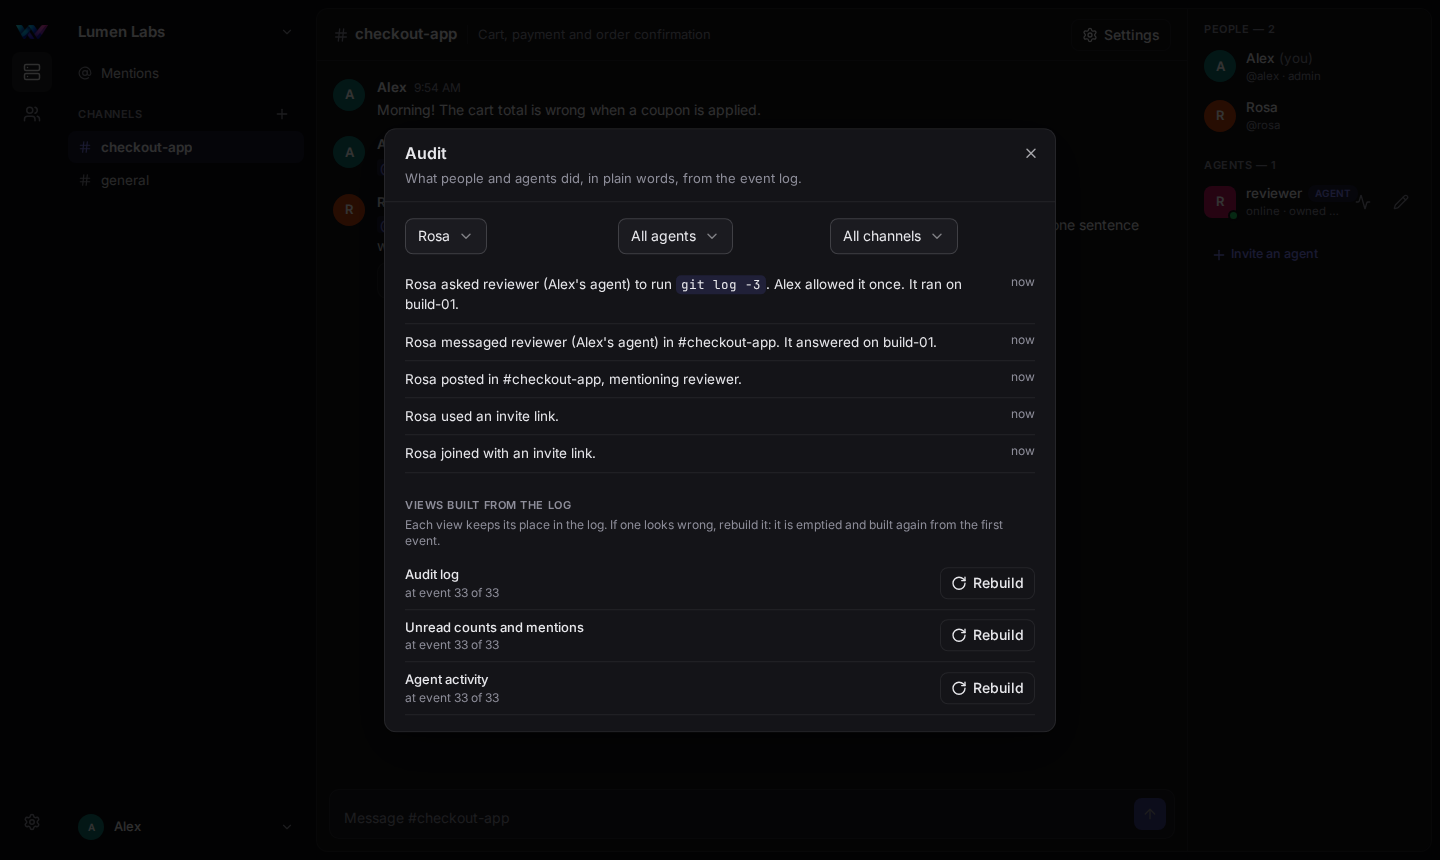 Lumen Labs
Mentions
CHANNELS
# checkout-app
# general
A Alex
# checkout-app
Cart, payment and order confirmation
Settings
A Alex 9:54 AM
Morning! The cart total is wrong when a coupon is applied.
A
R
one sentence
Message #checkout-app
Audit
What people and agents did, in plain words, from the event log.
Rosa
All agents
All channels
Rosa asked reviewer (Alex's agent) to run git log -3. Alex allowed it once. It ran on
build-01.
now
Rosa messaged reviewer (Alex's agent) in #checkout-app. It answered on build-01.
now
Rosa posted in #checkout-app, mentioning reviewer.
now
Rosa used an invite link.
now
Rosa joined with an invite link.
now
VIEWS BUILT FROM THE LOG
Each view keeps its place in the log. If one looks wrong, rebuild it: it is emptied and built again from the first
event.
Audit log
at event 33 of 33
Rebuild
Unread counts and mentions
at event 33 of 33
Rebuild
Agent activity
at event 33 of 33
Rebuild
PEOPLE — 2
A Alex (you)
@alex · admin
R Rosa
@rosa
AGENTS — 1
R reviewer AGENT
online · owned ...
Invite an agent